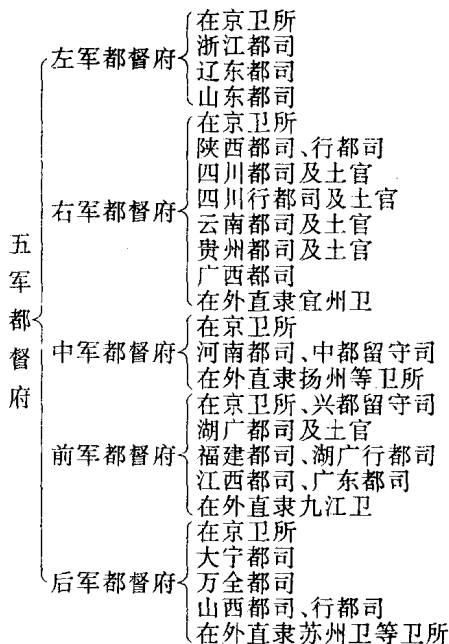 五军都督府
左军都督府
在京卫所
浙江都司
辽东都司
山东都司
右军都督府
在京卫所
陕西都司、行都司
四川都司及土官
四川行都司及土官
云南都司及土官
贵州都司及土官
广西都司
在外直隶宜州卫
中军都督府
在京卫所
河南都司、中都留守司
在外直隶扬州等卫所
前军都督府
在京卫所、兴都留守司
湖广都司及土官
福建都司、湖广行都司
江西都司、广东都司
在外直隶九江卫
后军都督府
在京卫所
大宁都司
万全都司
山西都司、行都司
在外直隶苏州卫等卫所